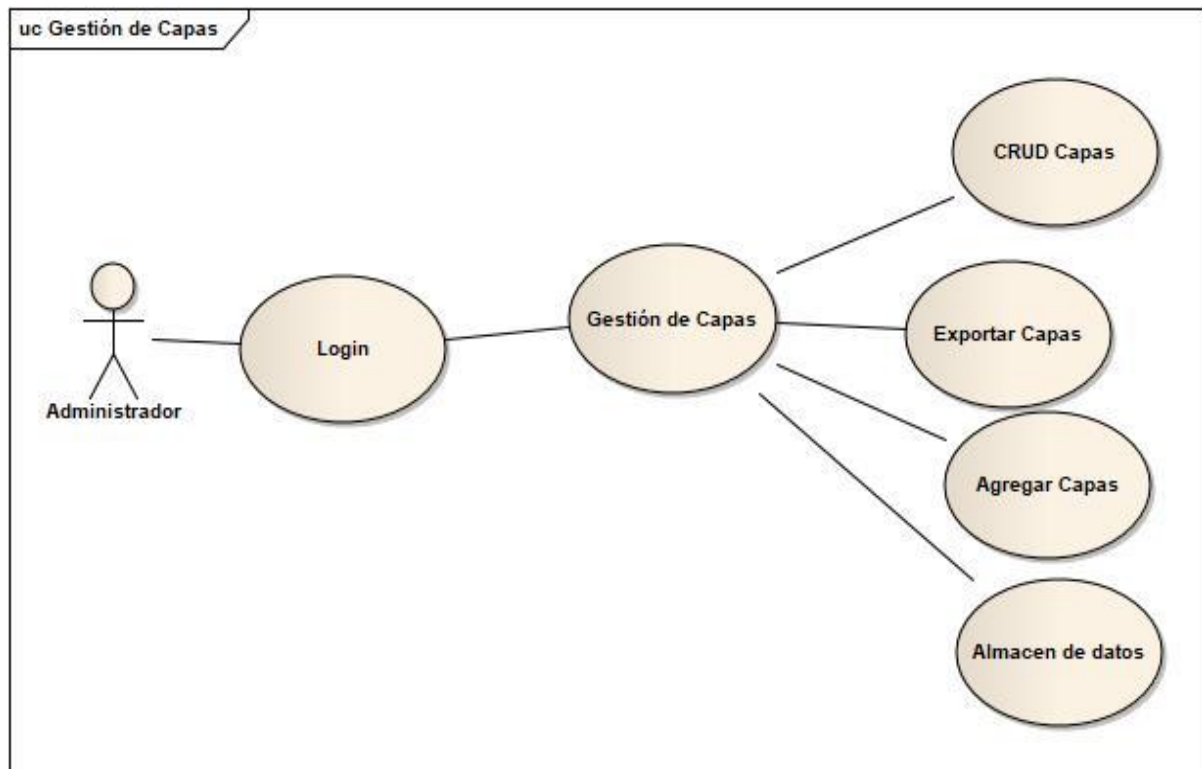 uc Gestión de Capas
CRUD Capas
Gestión de Capas
Exportar Capas
Login
Administrador
Agregar Capas
Almacen de datos